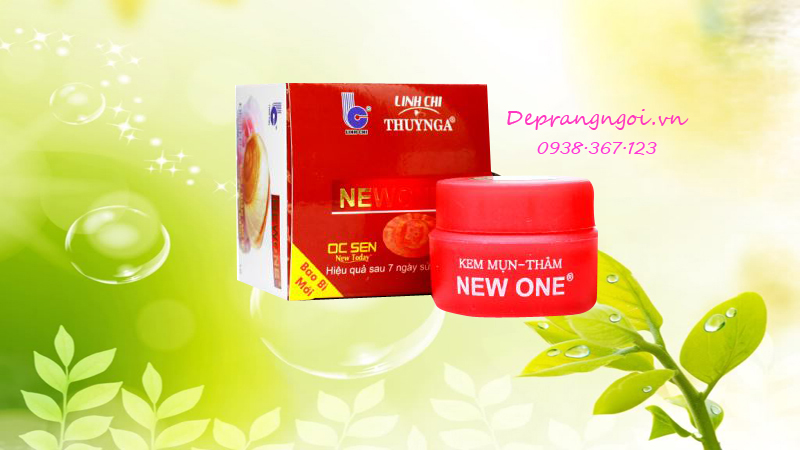 LINH CHI
THUYNGA®
Deprangngoi.vn
0938·367·123
NEW
OC SEN
New Today
Hiệu quả sau 7 ngày sử
Bao Bì
Mới
KEM MỤN-THÂM
NEW ONE®